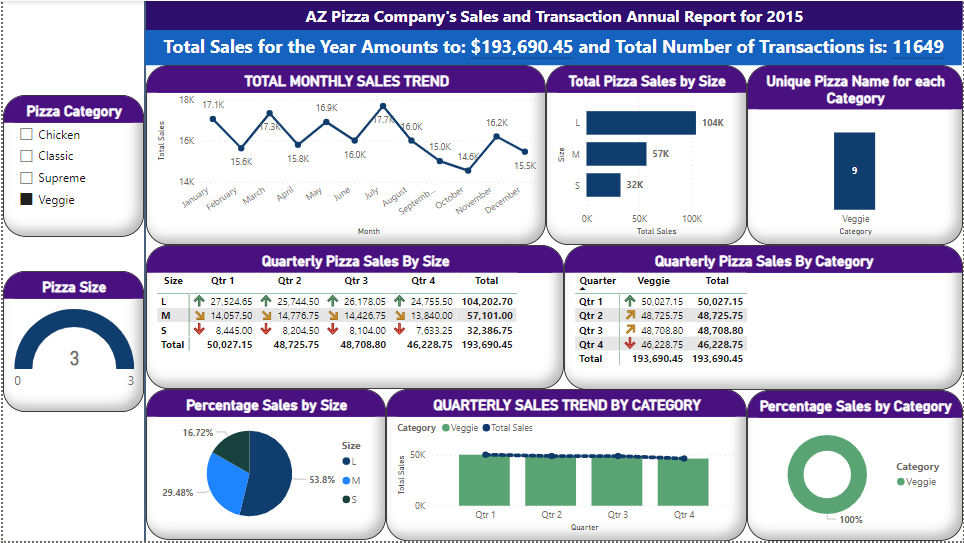 AZ Pizza Company's Sales and Transaction Annual Report for 2015
Total Sales for the Year Amounts to: $193,690.45 and Total Number of Transactions is: 11649
Pizza Category
Chicken
Classic
Supreme
Veggie
Pizza Size
3
0
3
TOTAL MONTHLY SALES TREND
Total Sales
18K
16K
14K
17.1K
15.6K
17.3K
15.8K
16.9K
16.0K
17.7K
16.0K
15.0K
14.6K
16.2K
15.5K
January
February
March
April
May
June
July
August
Septemb...
October
November
December
Month
Total Pizza Sales by Size
Size
L
104K
M
57K
S
32K
0K
50K
100K
Total Sales
Unique Pizza Name for each
Category
9
Veggie
Category
Quarterly Pizza Sales By Size
Size Qtr 1 Qtr 2 Qtr 3 Qtr 4 Total
L 27,524.65 25,744.50 26,178.05 24,755.50 104,202.70
M 14,057.50 14,776.75 14,426.75 13,840.00 57,101.00
S 8,445.00 8,204.50 8,104.00 7,633.25 32,386.75
Total 50,027.15 48,725.75 48,708.80 46,228.75 193,690.45
Quarterly Pizza Sales By Category
Quarter Veggie Total
Qtr 1 50,027.15 50,027.15
Qtr 2 48,725.75 48,725.75
Qtr 3 48,708.80 48,708.80
Qtr 4 46,228.75 46,228.75
Total 193,690.45 193,690.45
Percentage Sales by Size
16.72%
29.48%
53.8%
Size
L
M
S
QUARTERLY SALES TREND BY CATEGORY
Category Veggie Total Sales
Total Sales
50K
0K
Qtr 1
Qtr 2
Qtr 3
Qtr 4
Quarter
Percentage Sales by Category
100%
Category
Veggie